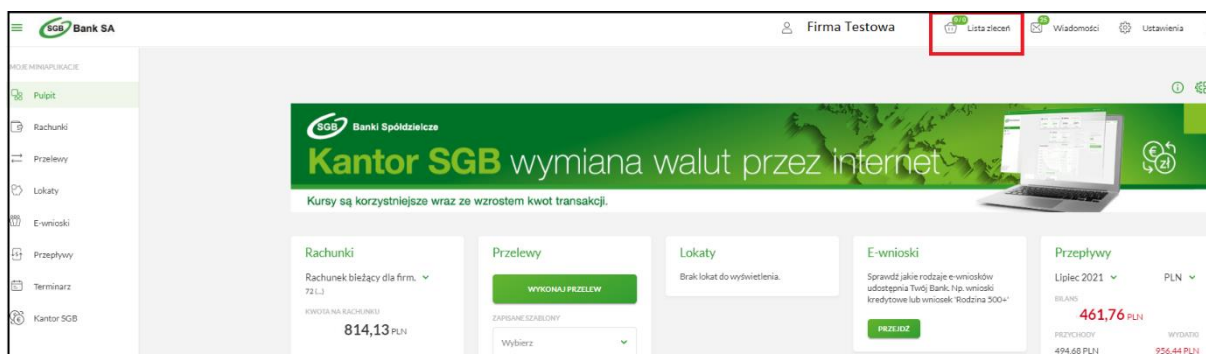 SGB Bank SA
Firma Testowa
0/0
Lista zleceń
25
Wiadomości
Ustawienia
MOJE MINIAPLIKACJE
Pulpit
Rachunki
Przelewy
Lokaty
E-wnioski
Przepływy
Terminarz
Kantor SGB
SGB Banki Spółdzielcze
Kantor SGB wymiana walut przez internet
Kursy są korzystniejsze wraz ze wzrostem kwot transakcji.
Rachunki
Rachunek bieżący dla firm.
72 (...)
KWOTA NA RACHUNKU
814,13 PLN
Przelewy
WYKONAJ PRZELEW
ZAPISANE SZABLONY
Wybierz
Lokaty
Brak lokat do wyświetlenia.
E-wnioski
Sprawdź jakie rodzaje e-wniosków
udostępnia Twój Bank. Np. wnioski
kredytowe lub wniosek 'Rodzina 500+'
PRZEJDŹ
Przepływy
Lipiec 2021
PLN
BILANS
461,76 PLN
PRZYCHODY
WYDATKI
494,68 PLN
956,44 PLN